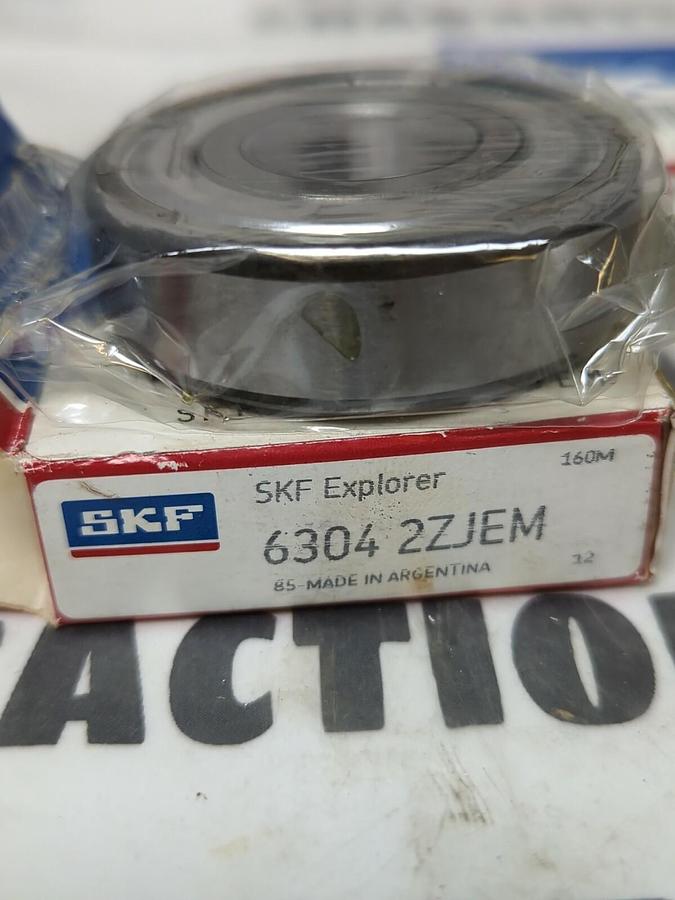 160M
SKF Explorer
SKF
6304 2ZJEM
85-MADE IN ARGENTINA
12
ACTIO